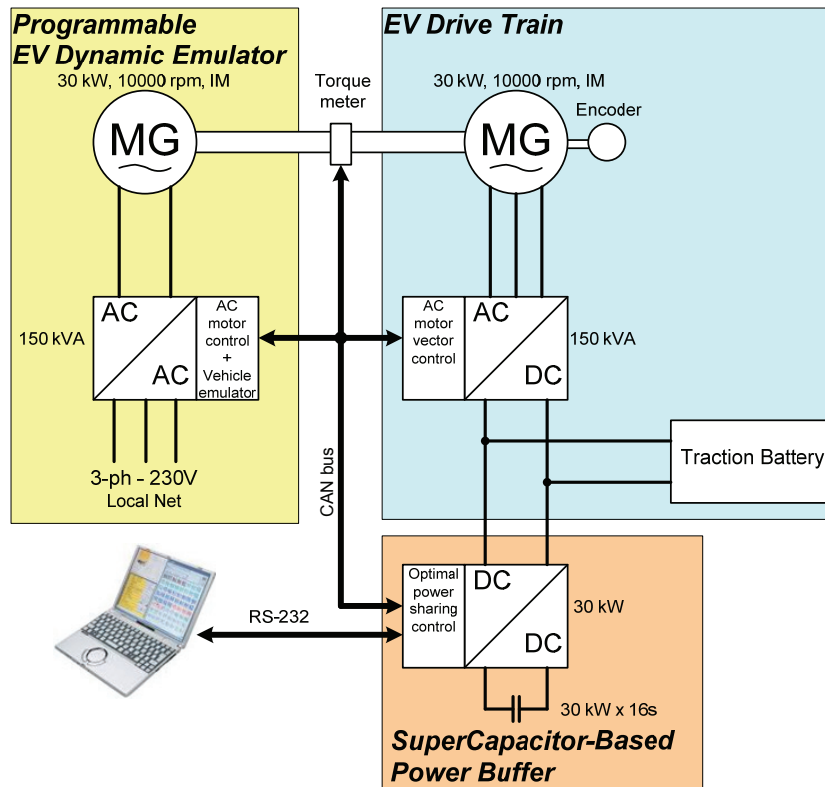 Programmable
EV Dynamic Emulator
30 kW, 10000 rpm, IM
MG
150 kVA
AC
AC
AC
motor
control
+
Vehicle
emulator
3-ph - 230V
Local Net
Torque
meter
CAN bus
EV Drive Train
30 kW, 10000 rpm, IM
MG
Encoder
AC
motor
vector
control
AC
DC
150 kVA
Traction Battery
RS-232
Optimal
power
sharing
control
DC
DC
30 kW
30 kW x 16s
SuperCapacitor-Based
Power Buffer